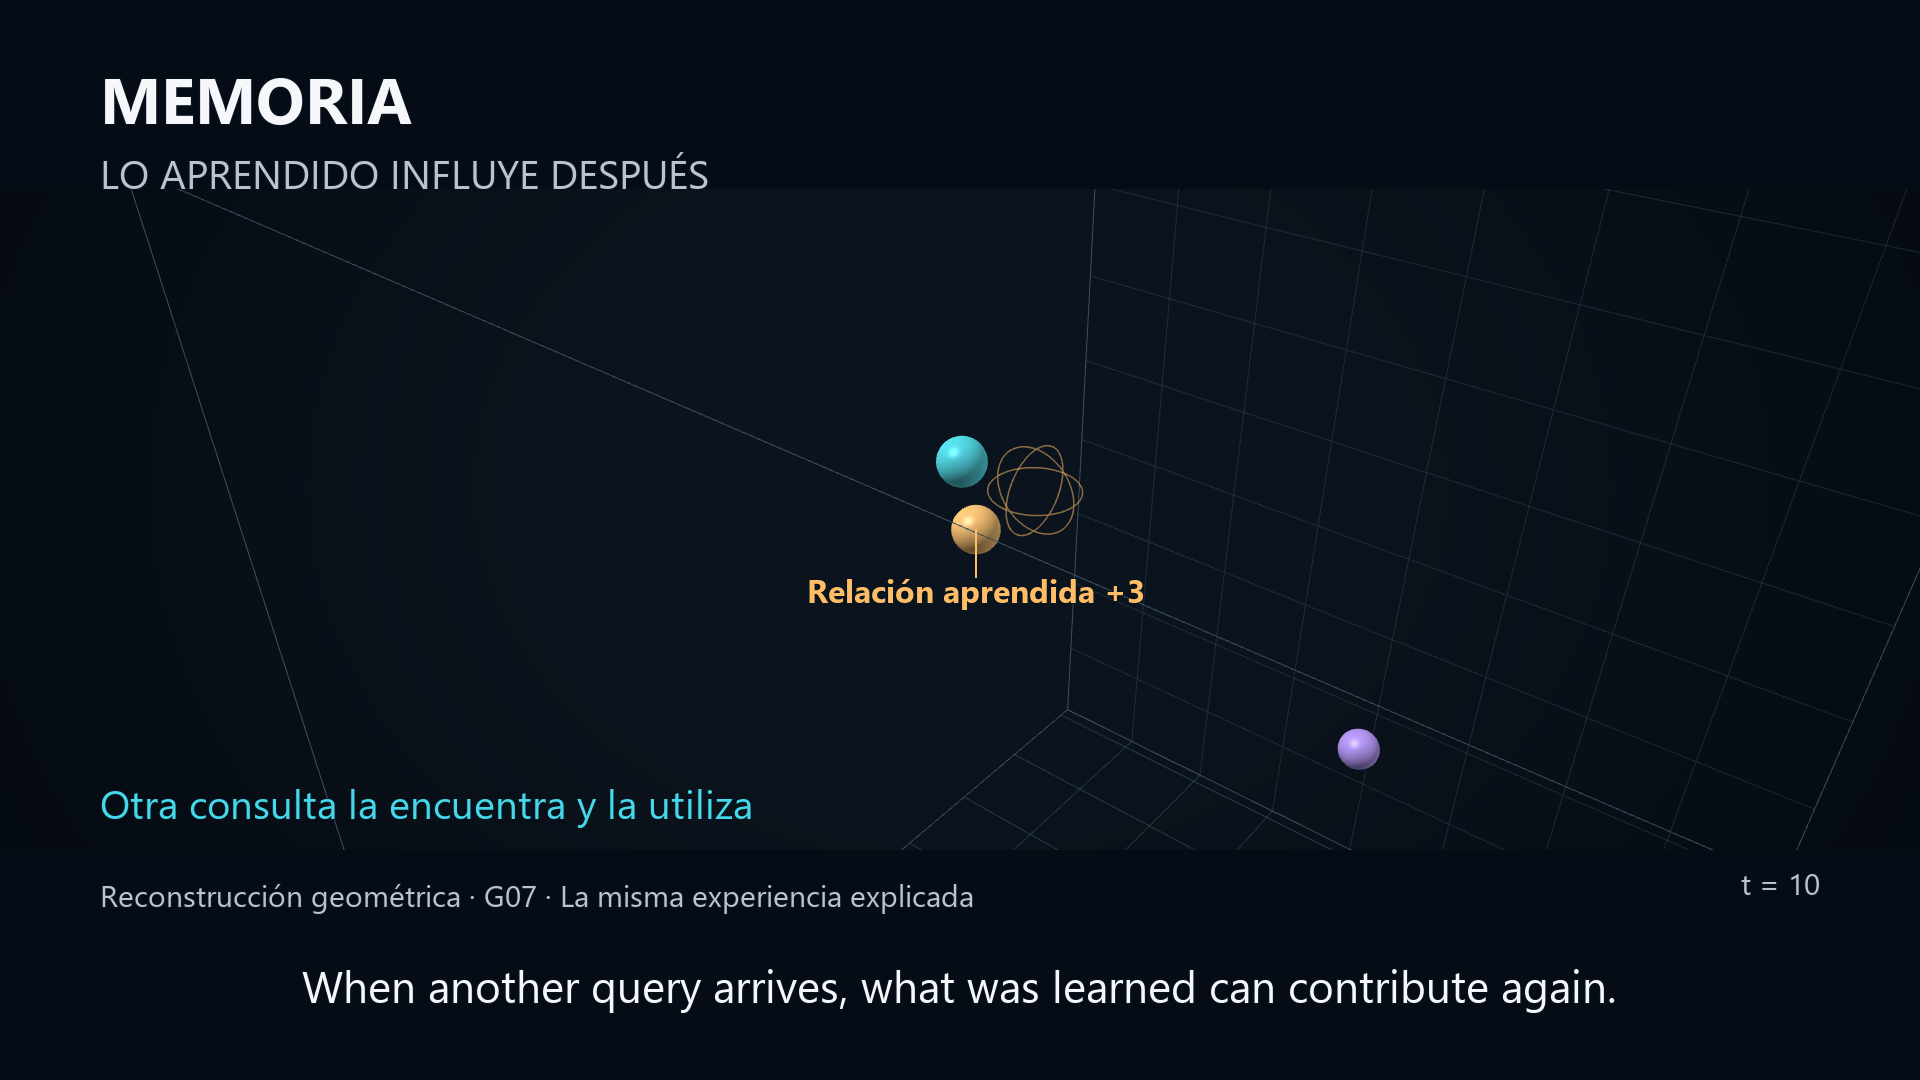 MEMORIA
LO APRENDIDO INFLUYE DESPUÉS
Relación aprendida +3
Otra consulta la encuentra y la utiliza
Reconstrucción geométrica · G07 · La misma experiencia explicada
t = 10
When another query arrives, what was learned can contribute again.